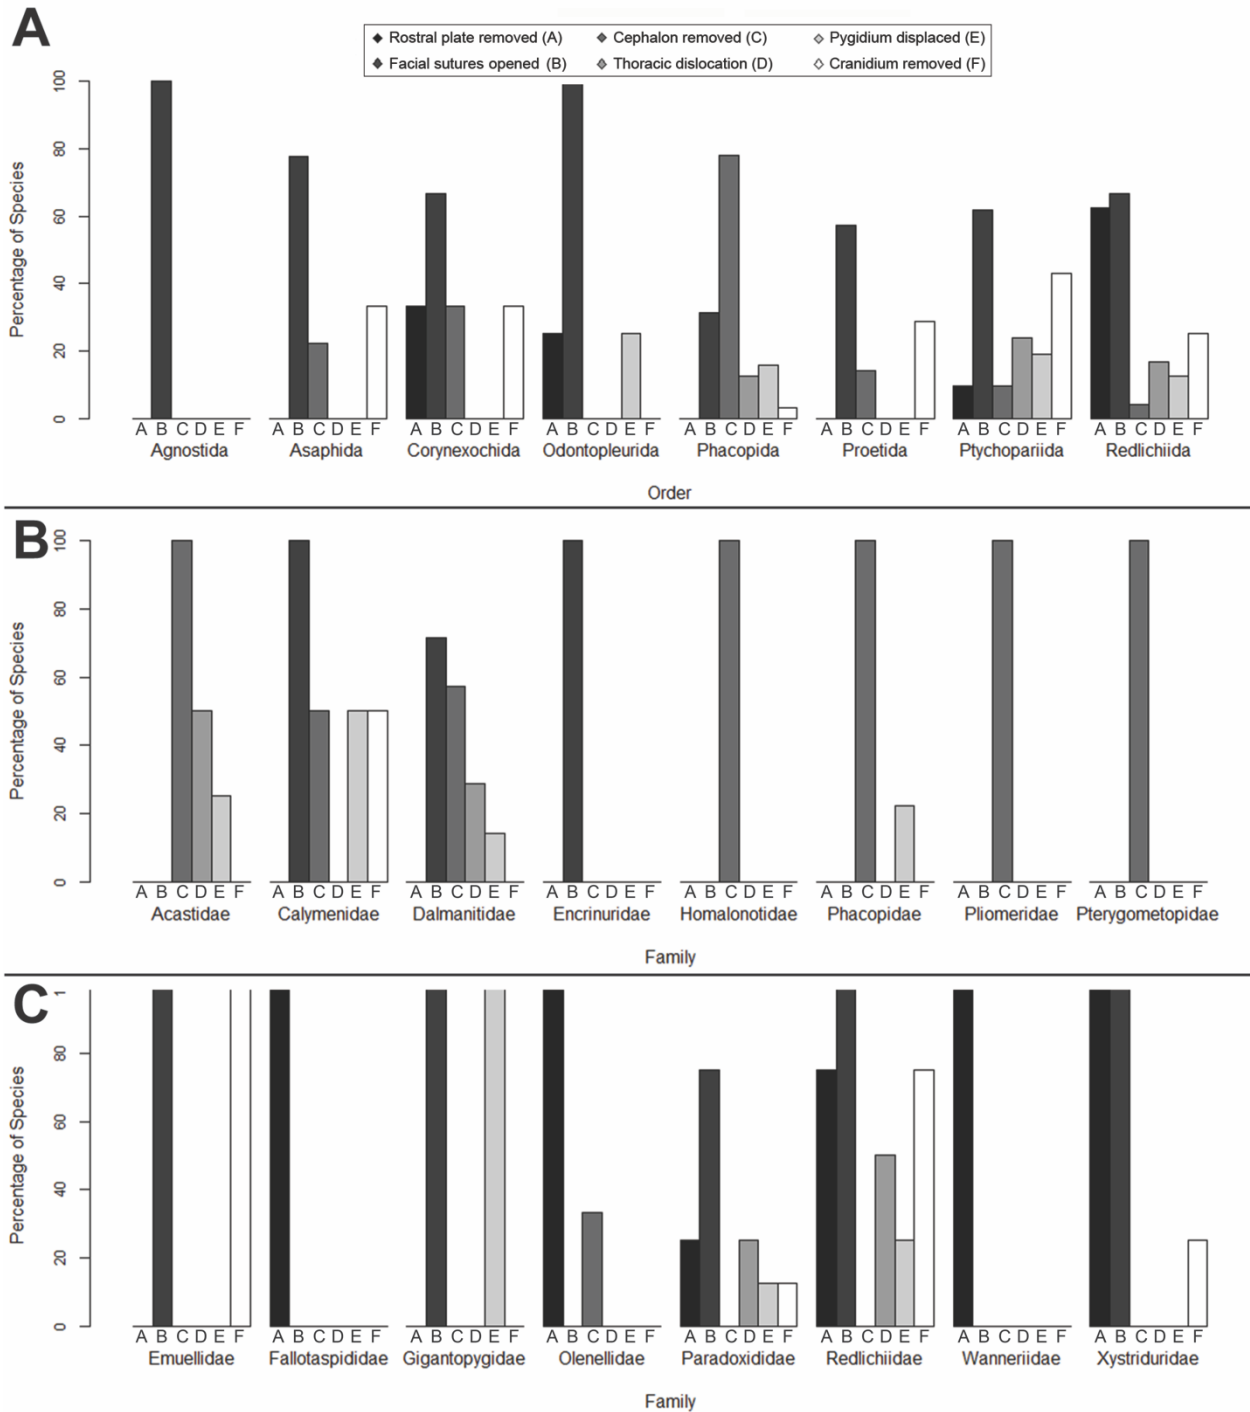 A
◆ Rostral plate removed (A) ◆ Cephalon removed (C) ◇ Pygidium displaced (E)
◆ Facial sutures opened (B) ◆ Thoracic dislocation (D) ◇ Cranidium removed (F)
Percentage of Species
100
80
60
40
20
0
A B C D E F A B C D E F A B C D E F A B C D E F A B C D E F A B C D E F A B C D E F A B C D E F
Agnostida Asaphida Corynexochida Odontopleurida Phacopida Proetida Ptychopariida Redlichiida
Order
B
Percentage of Species
100
80
60
40
20
0
A B C D E F A B C D E F A B C D E F A B C D E F A B C D E F A B C D E F A B C D E F A B C D E F
Acastidae Calymenidae Dalmanitidae Encrinuridae Homalonotidae Phacopidae Pliomeridae Pterygometopidae
Family
C
Percentage of Species
1
80
60
40
20
0
A B C D E F A B C D E F A B C D E F A B C D E F A B C D E F A B C D E F A B C D E F A B C D E F
Emuellidae Fallotaspididae Gigantopygidae Olenellidae Paradoxididae Redlichiidae Wanneriidae Xystriduridae
Family